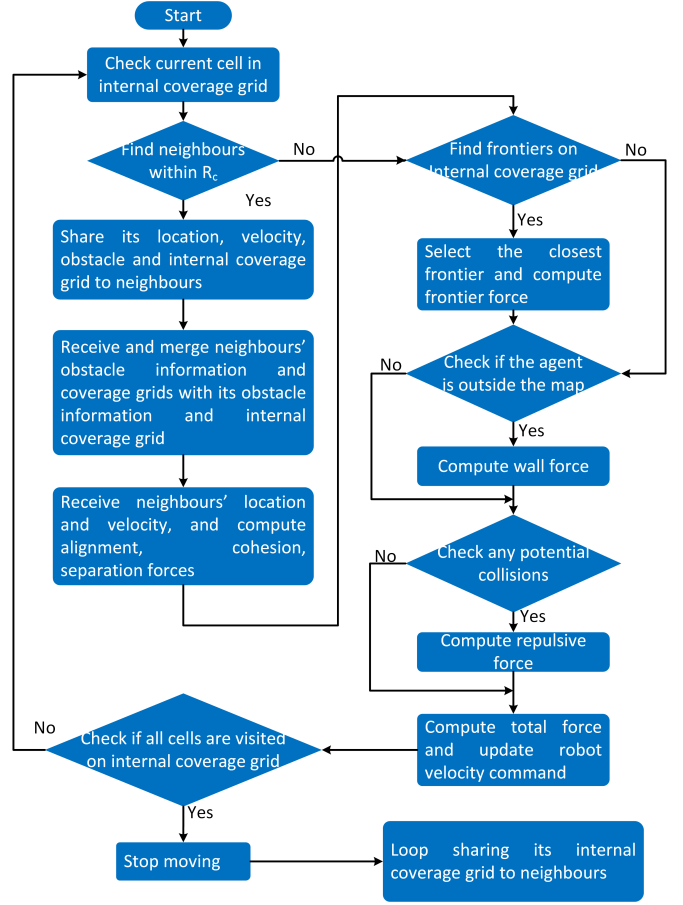 Start
Check current cell in
internal coverage grid
Find neighbours
within Rc
No
Yes
Share its location, velocity,
obstacle and internal coverage
grid to neighbours
Receive and merge neighbours’
obstacle information and
coverage grids with its obstacle
information and internal
coverage grid
Receive neighbours’ location
and velocity, and compute
alignment, cohesion,
separation forces
Find frontiers on
Internal coverage grid
No
Yes
Select the closest
frontier and compute
frontier force
Check if the agent
is outside the map
No
Yes
Compute wall force
Check any potential
collisions
No
Yes
Compute repulsive
force
Compute total force
and update robot
velocity command
Check if all cells are visited
on internal coverage grid
No
Yes
Stop moving
Loop sharing its internal
coverage grid to neighbours